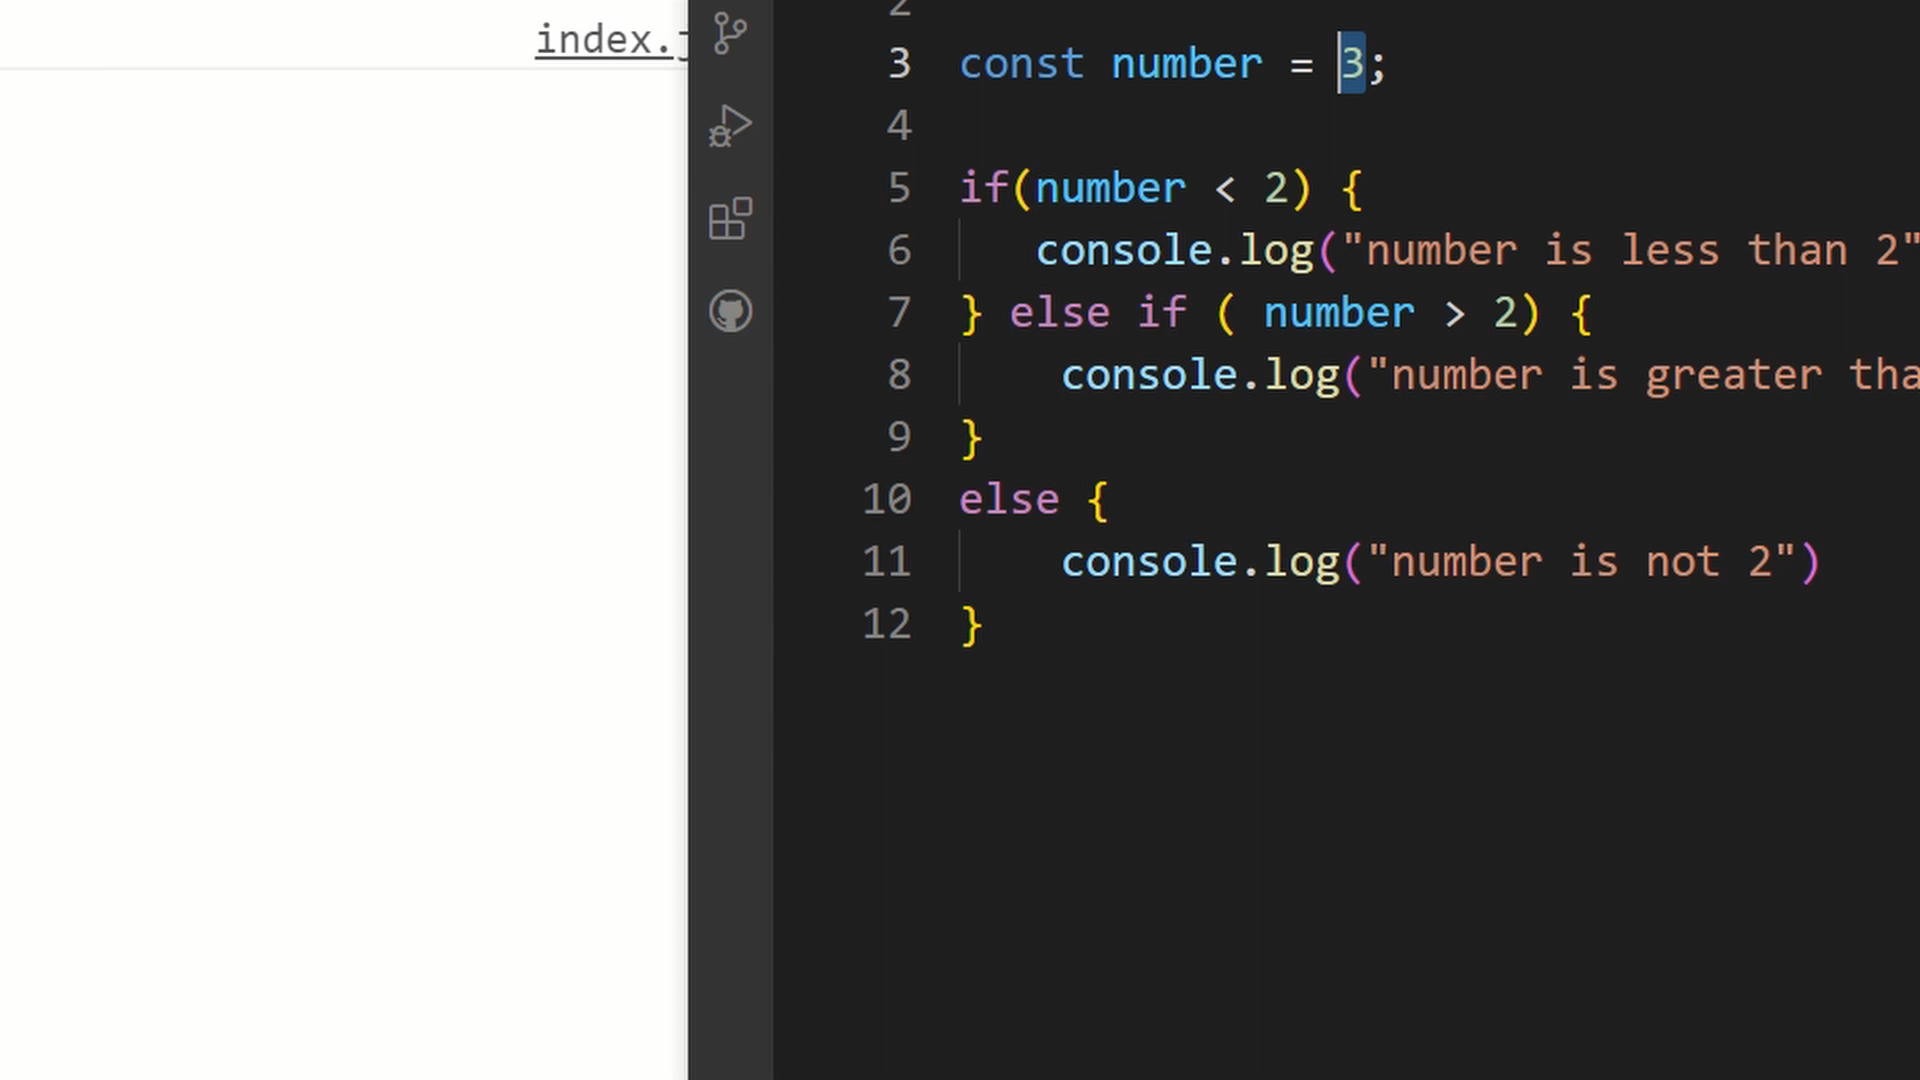 index.
2
3 const number = 3;
4
5 if(number < 2) {
6 console.log("number is less than 2"
7 } else if ( number > 2) {
8 console.log("number is greater
9 }
10 else {
11 console.log("number is not 2")
12 }